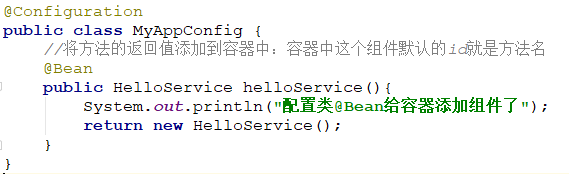 @Configuration
public class MyAppConfig {
//将方法的返回值添加到容器中：容器中这个组件默认的id就是方法名
@Bean
public HelloService helloService(){
System.out.println("配置类@Bean给容器添加组件了");
return new HelloService();
}
}